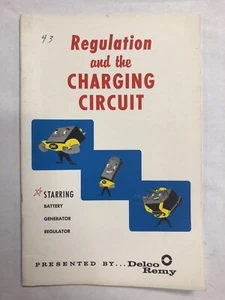 43
Regulation
and the
CHARGING
CIRCUIT
STARRING
BATTERY
GENERATOR
REGULATOR
PRESENTED BY... Delco
Remy